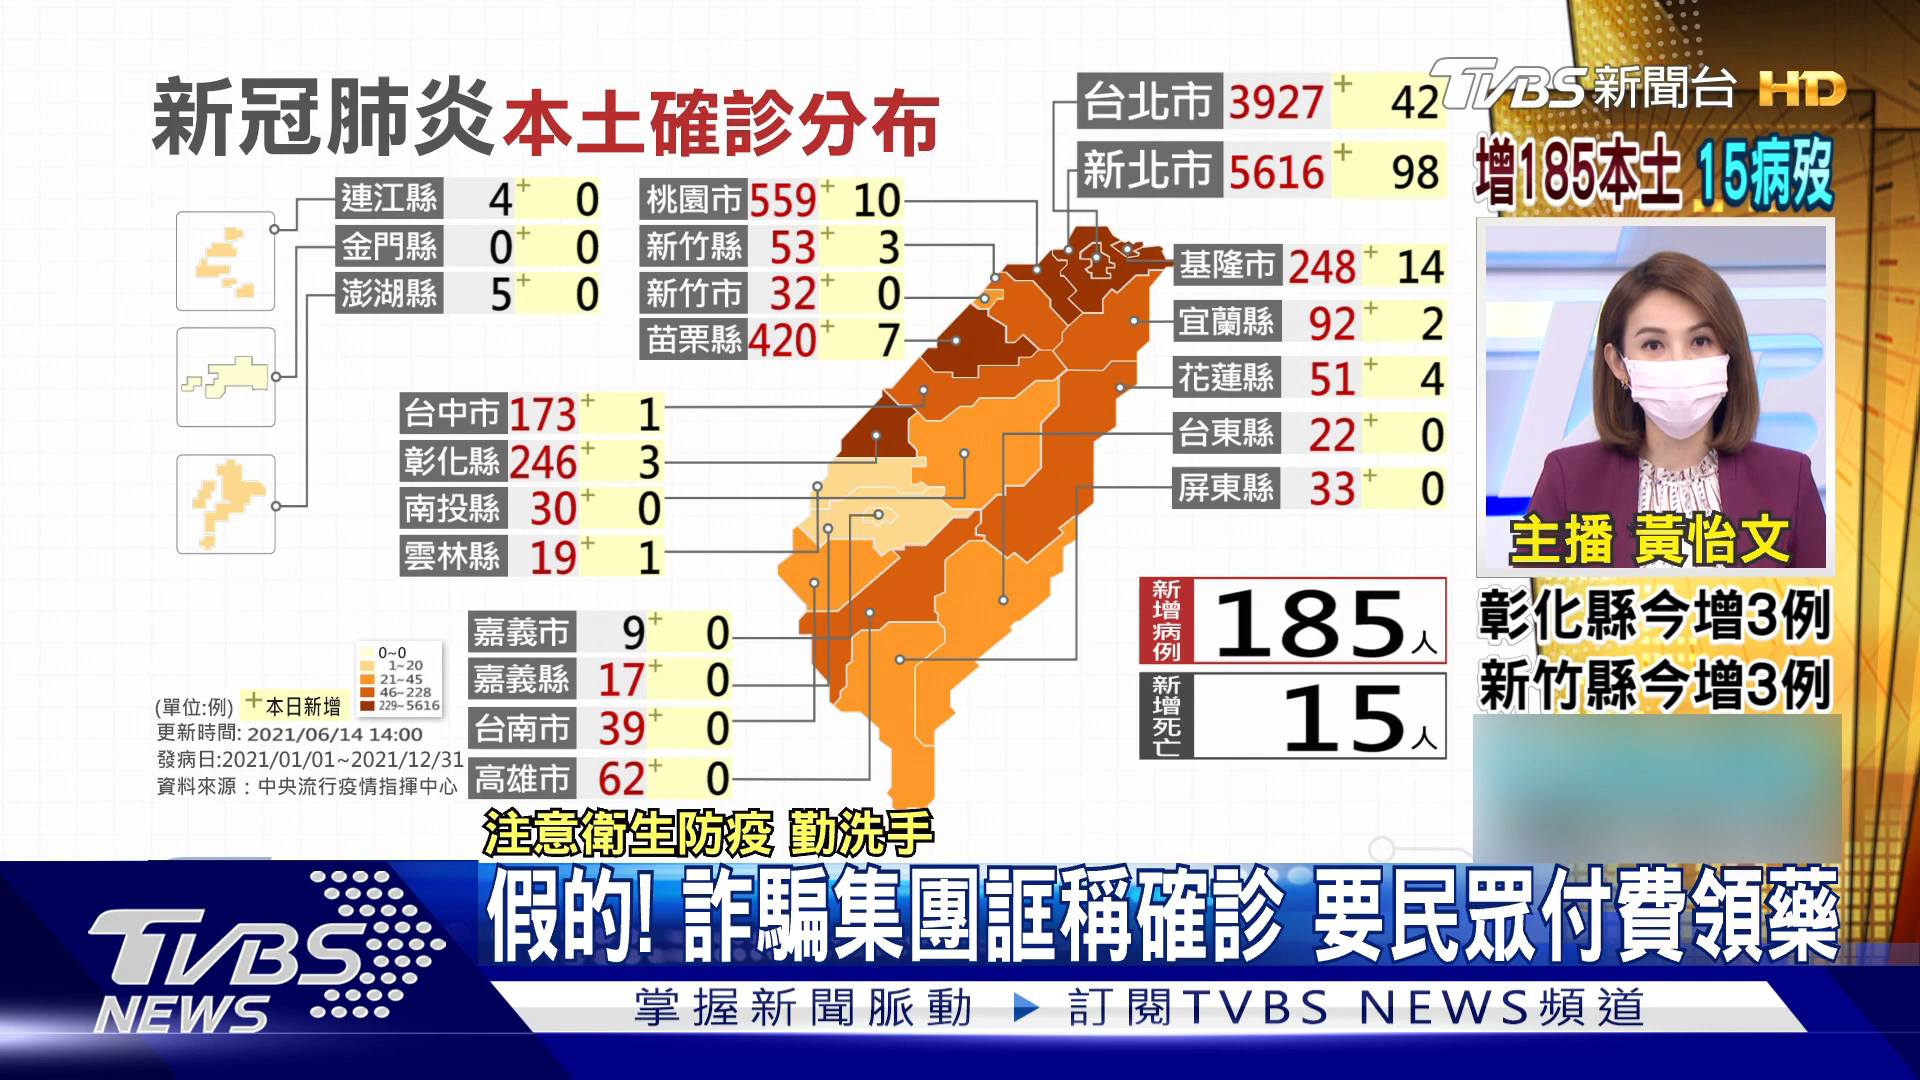 新冠肺炎本土確診分布
連江縣 4 + 0
金門縣 0 + 0
澎湖縣 5 + 0
桃園市 559 + 10
新竹縣 53 + 3
新竹市 32 + 0
苗栗縣 420 + 7
台北市 3927 + 42
新北市 5616 + 98
基隆市 248 + 14
宜蘭縣 92 + 2
花蓮縣 51 + 4
台東縣 22 + 0
屏東縣 33 + 0
台中市 173 + 1
彰化縣 246 + 3
南投縣 30 + 0
雲林縣 19 + 1
嘉義市 9 + 0
嘉義縣 17 + 0
台南市 39 + 0
高雄市 62 + 0
新增病例 185人
新增死亡 15人
0~0
1~20
21~45
46~228
229~5616
(單位:例) +本日新增
更新時間: 2021/06/14 14:00
發病日:2021/01/01~2021/12/31
資料來源：中央流行疫情指揮中心
TVBS新聞台 HD
增185本土 15病歿
主播 黃怡文
彰化縣今增3例
新竹縣今增3例
注意衛生防疫 勤洗手
假的! 詐騙集團誆稱確診 要民眾付費領藥
TVBS
NEWS
掌握新聞脈動 ▶ 訂閱TVBS NEWS頻道